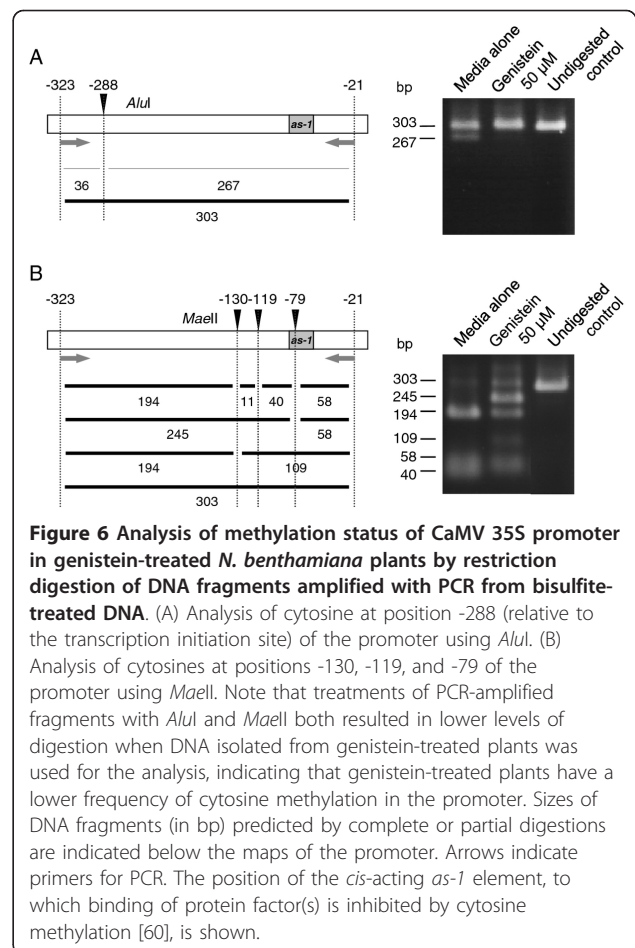 A
-323
-288
-21
AluI
as-1
36
267
303
bp
Media alone
Genistein
50 µM
Undigested
control
303
267
B
-323
-130
-119
-79
-21
MaeII
as-1
194
11
40
58
245
58
194
109
303
bp
Media alone
Genistein
50 µM
Undigested
control
303
245
194
109
58
40
Figure 6 Analysis of methylation status of CaMV 35S promoter
in genistein-treated N. benthamiana plants by restriction
digestion of DNA fragments amplified with PCR from bisulfite-
treated DNA. (A) Analysis of cytosine at position -288 (relative to
the transcription initiation site) of the promoter using AluI. (B)
Analysis of cytosines at positions -130, -119, and -79 of the
promoter using MaeII. Note that treatments of PCR-amplified
fragments with AluI and MaeII both resulted in lower levels of
digestion when DNA isolated from genistein-treated plants was
used for the analysis, indicating that genistein-treated plants have a
lower frequency of cytosine methylation in the promoter. Sizes of
DNA fragments (in bp) predicted by complete or partial digestions
are indicated below the maps of the promoter. Arrows indicate
primers for PCR. The position of the cis-acting as-1 element, to
which binding of protein factor(s) is inhibited by cytosine
methylation [60], is shown.